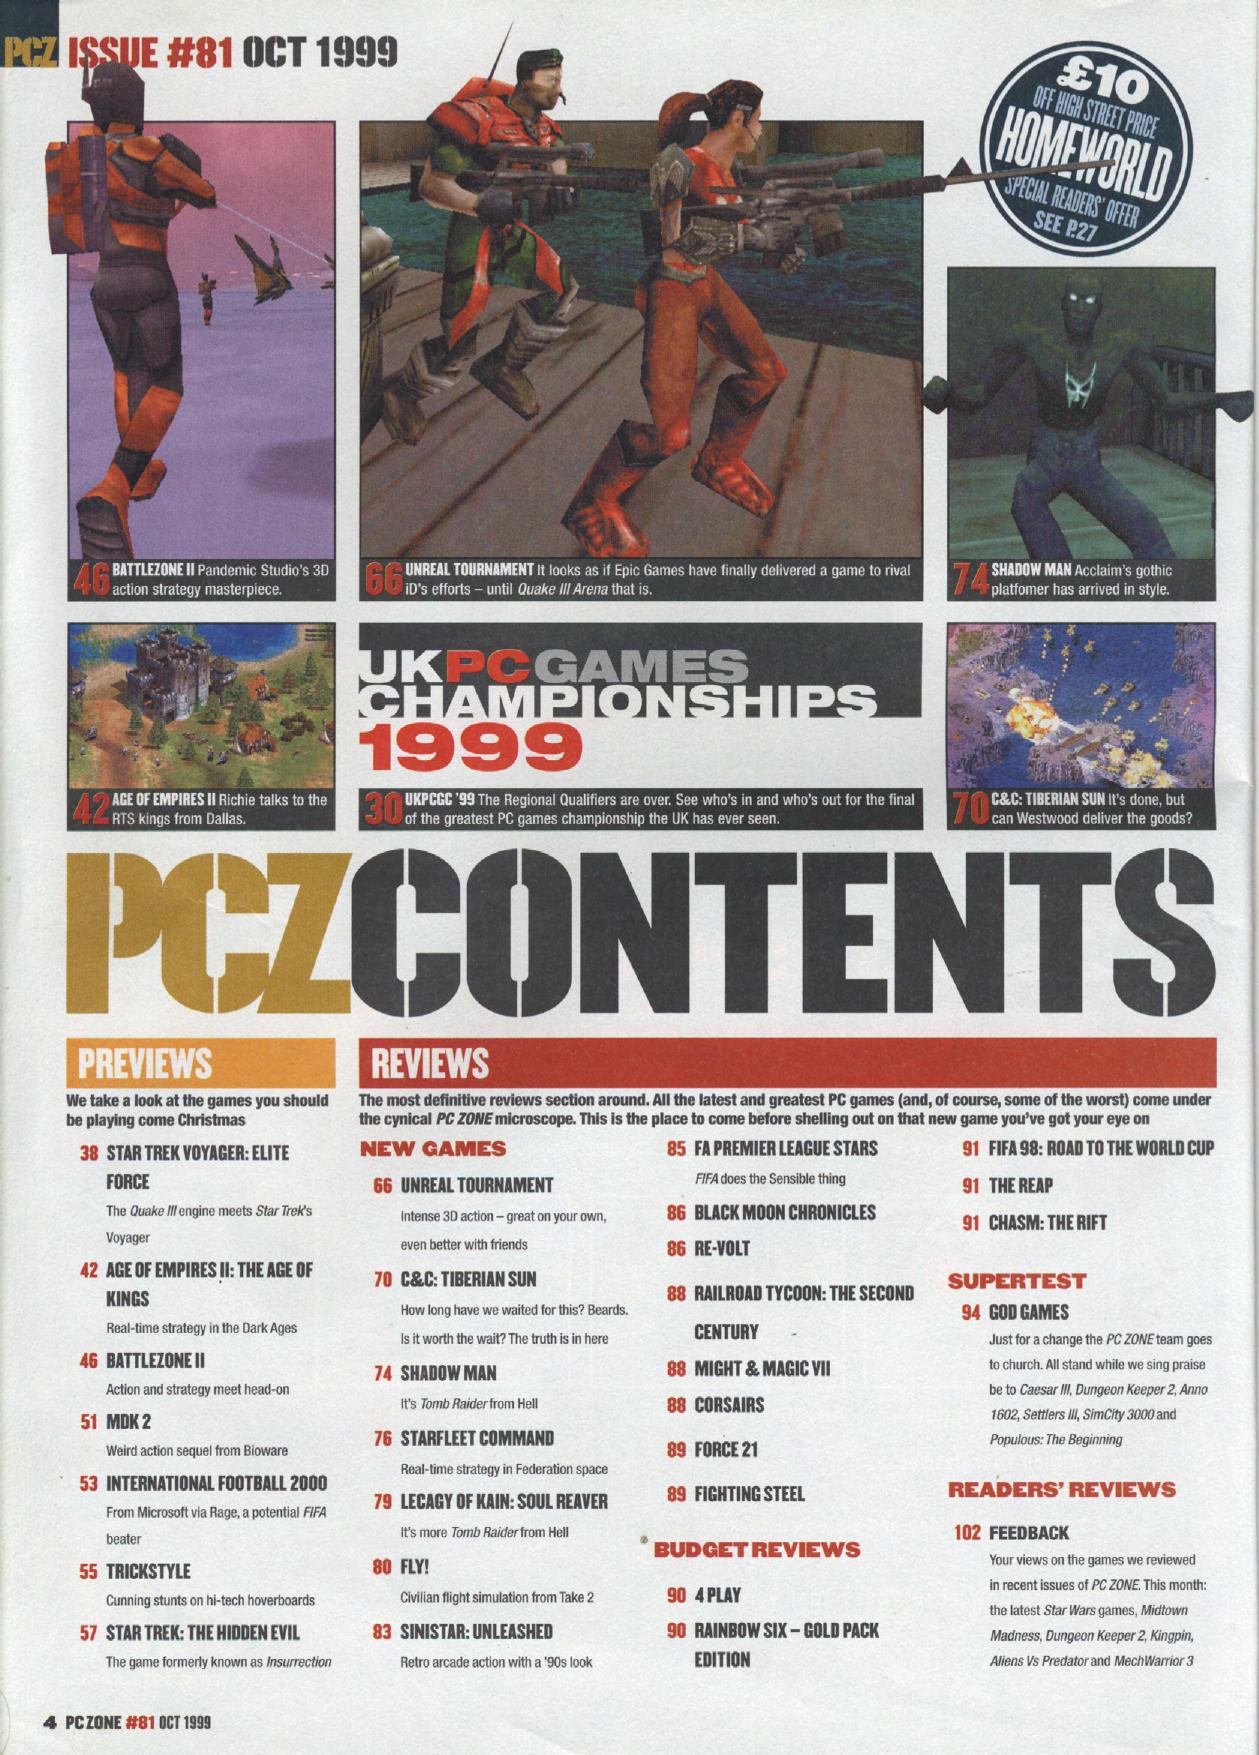 PCZ ISSUE #81 OCT 1999
£10
OFF HIGH STREET PRICE
HOMEWORLD
SPECIAL READERS' OFFER
SEE P.27
46 BATTLEZONE II Pandemic Studio's 3D
action strategy masterpiece.
66 UNREAL TOURNAMENT It looks as if Epic Games have finally delivered a game to rival
iD's efforts – until Quake III Arena that is.
74 SHADOW MAN Acclaim's gothic
platfomer has arrived in style.
42 AGE OF EMPIRES II Richie talks to the
RTS kings from Dallas.
UKPCGAMES
CHAMPIONSHIPS
1999
30 UKPCGC '99 The Regional Qualifiers are over. See who's in and who's out for the final
of the greatest PC games championship the UK has ever seen.
70 C&C: TIBERIAN SUN It's done, but
can Westwood deliver the goods?
PCZCONTENTS
PREVIEWS
We take a look at the games you should
be playing come Christmas
38 STAR TREK VOYAGER: ELITE
FORCE
The Quake III engine meets Star Trek's
Voyager
42 AGE OF EMPIRES II: THE AGE OF
KINGS
Real-time strategy in the Dark Ages
46 BATTLEZONE II
Action and strategy meet head-on
51 MDK 2
Weird action sequel from Bioware
53 INTERNATIONAL FOOTBALL 2000
From Microsoft via Rage, a potential FIFA
beater
55 TRICKSTYLE
Cunning stunts on hi-tech hoverboards
57 STAR TREK: THE HIDDEN EVIL
The game formerly known as Insurrection
REVIEWS
The most definitive reviews section around. All the latest and greatest PC games (and, of course, some of the worst) come under
the cynical PC ZONE microscope. This is the place to come before shelling out on that new game you've got your eye on
NEW GAMES
66 UNREAL TOURNAMENT
Intense 3D action – great on your own,
even better with friends
70 C&C: TIBERIAN SUN
How long have we waited for this? Beards.
Is it worth the wait? The truth is in here
74 SHADOW MAN
It's Tomb Raider from Hell
76 STARFLEET COMMAND
Real-time strategy in Federation space
79 LECAGY OF KAIN: SOUL REAVER
It's more Tomb Raider from Hell
80 FLY!
Civilian flight simulation from Take 2
83 SINISTAR: UNLEASHED
Retro arcade action with a '90s look
85 FA PREMIER LEAGUE STARS
FIFA does the Sensible thing
86 BLACK MOON CHRONICLES
86 RE-VOLT
88 RAILROAD TYCOON: THE SECOND
CENTURY
88 MIGHT & MAGIC VII
88 CORSAIRS
89 FORCE 21
89 FIGHTING STEEL
BUDGET REVIEWS
90 4 PLAY
90 RAINBOW SIX – GOLD PACK
EDITION
91 FIFA 98: ROAD TO THE WORLD CUP
91 THE REAP
91 CHASM: THE RIFT
SUPERTEST
94 GOD GAMES
Just for a change the PC ZONE team goes
to church. All stand while we sing praise
be to Caesar III, Dungeon Keeper 2, Anno
1602, Settlers III, SimCity 3000 and
Populous: The Beginning
READERS' REVIEWS
102 FEEDBACK
Your views on the games we reviewed
in recent issues of PC ZONE. This month:
the latest Star Wars games, Midtown
Madness, Dungeon Keeper 2, Kingpin,
Aliens Vs Predator and MechWarrior 3
4 PC ZONE #81 OCT 1999